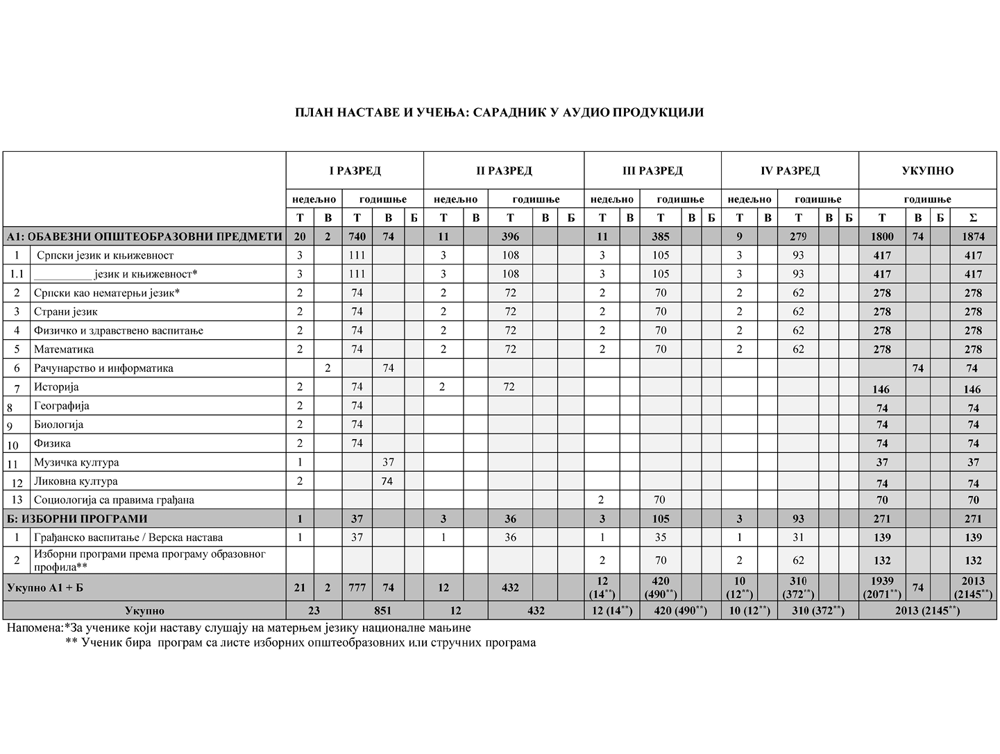 ПЛАН НАСТАВЕ И УЧЕЊА: САРАДНИК У АУДИО ПРОДУКЦИЈИ
I РАЗРЕД II РАЗРЕД III РАЗРЕД IV РАЗРЕД УКУПНО
недељно годишње недељно годишње недељно годишње недељно годишње годишње
Т В Т В Б Т В Т В Б Т В Т В Б Т В Т В Б Т В Б Σ
А1: ОБАВЕЗНИ ОПШТЕОБРАЗОВНИ ПРЕДМЕТИ 20 2 740 74 11 396 11 385 9 279 1800 74 1874
1 Српски језик и књижевност 3 111 3 108 3 105 3 93 417 417
1.1 __________ језик и књижевност* 3 111 3 108 3 105 3 93 417 417
2 Српски као нематерњи језик* 2 74 2 72 2 70 2 62 278 278
3 Страни језик 2 74 2 72 2 70 2 62 278 278
4 Физичко и здравствено васпитање 2 74 2 72 2 70 2 62 278 278
5 Математика 2 74 2 72 2 70 2 62 278 278
6 Рачунарство и информатика 2 74 74 74
7 Историја 2 74 2 72 146 146
8 Географија 2 74 74 74
9 Биологија 2 74 74 74
10 Физика 2 74 74 74
11 Музичка култура 1 37 37 37
12 Ликовна култура 2 74 74 74
13 Социологија са правима грађана 2 70 70 70
Б: ИЗБОРНИ ПРОГРАМИ 1 37 3 36 3 105 3 93 271 271
1 Грађанско васпитање / Верска настава 1 37 1 36 1 35 1 31 139 139
2 Изборни програми према програму образовног
профила** 2 70 2 62 132 132
Укупно А1 + Б 21 2 777 74 12 432 12 420 10 310 1939 74 2013
(14**) (490**) (12**) (372**) (2071**) (2145**)
Укупно 23 851 12 432 12 (14**) 420 (490**) 10 (12**) 310 (372**) 2013 (2145**)
Напомена:*За ученике који наставу слушају на матерњем језику националне мањине
** Ученик бира програм са листе изборних општеобразовних или стручних програма